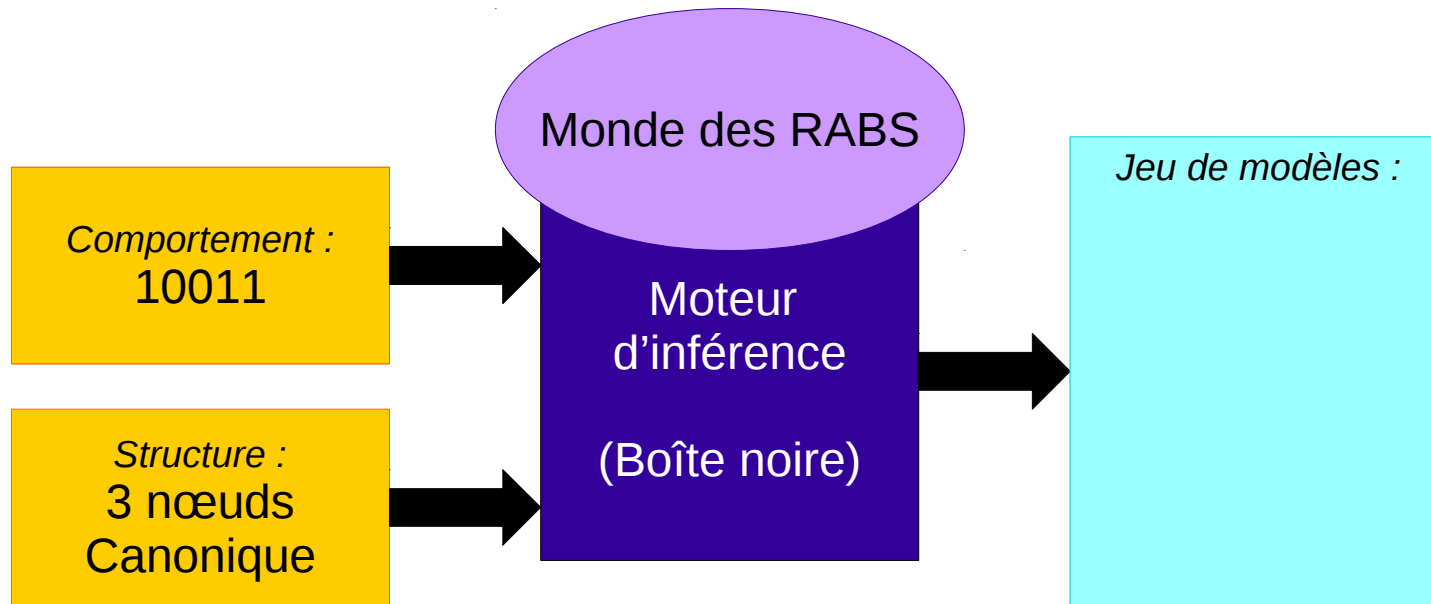 Monde des RABS
Comportement :
10011
Structure :
3 nœuds
Canonique
Moteur
d’inférence
(Boîte noire)
Jeu de modèles :